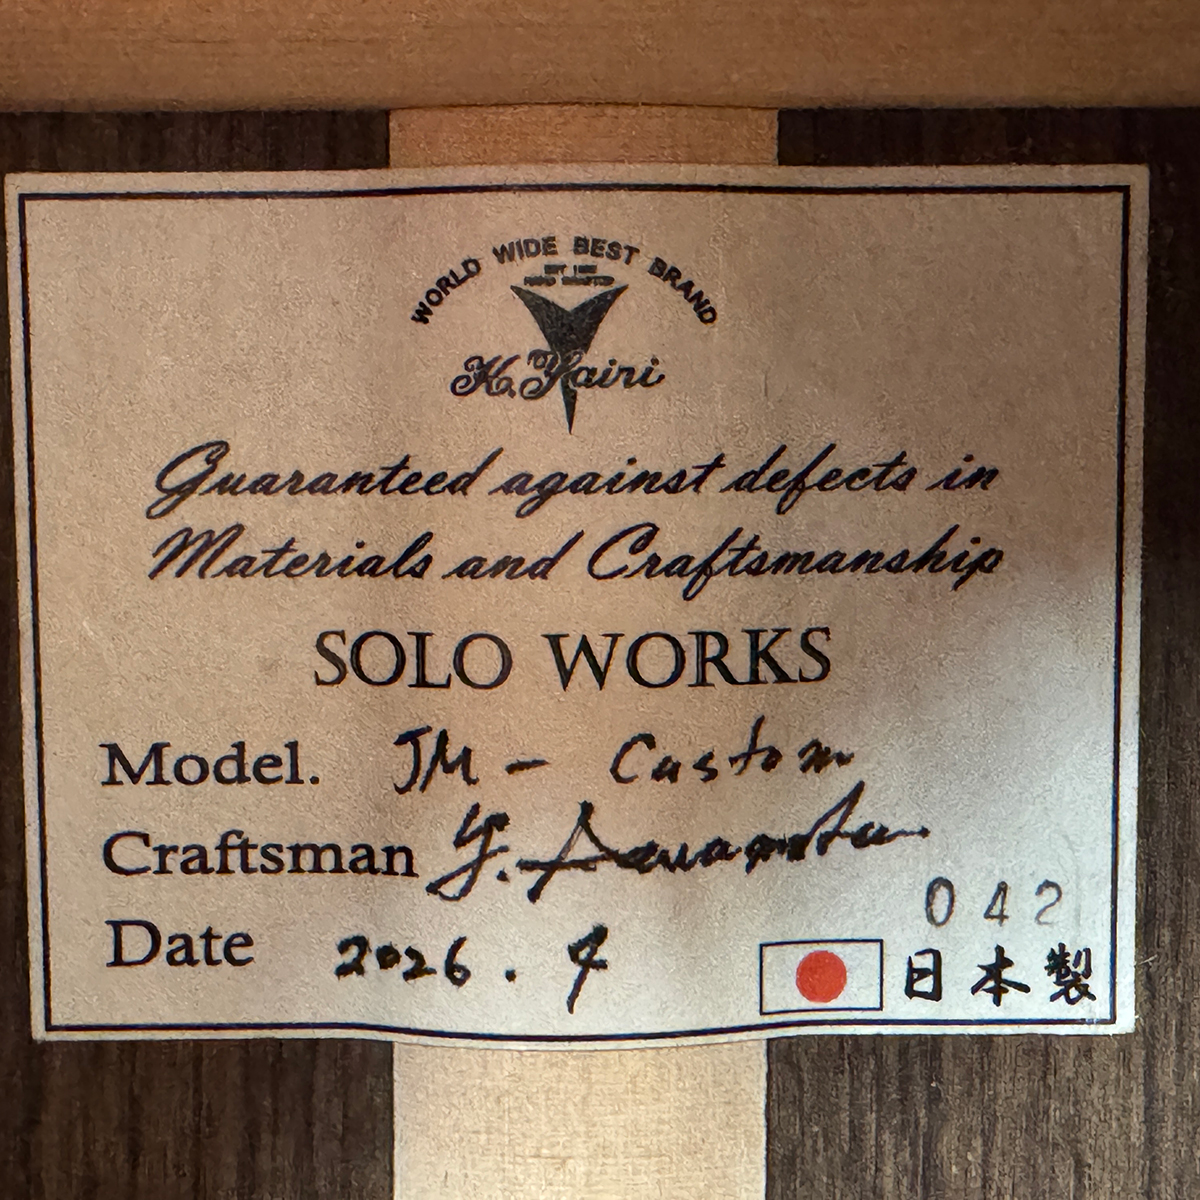 WORLD WIDE BEST BRAND
H.Yairi
Guaranteed against defects in
Materials and Craftsmanship
SOLO WORKS
Model. JM - Custom
Craftsman Y.
042
Date 2026.4
日本製